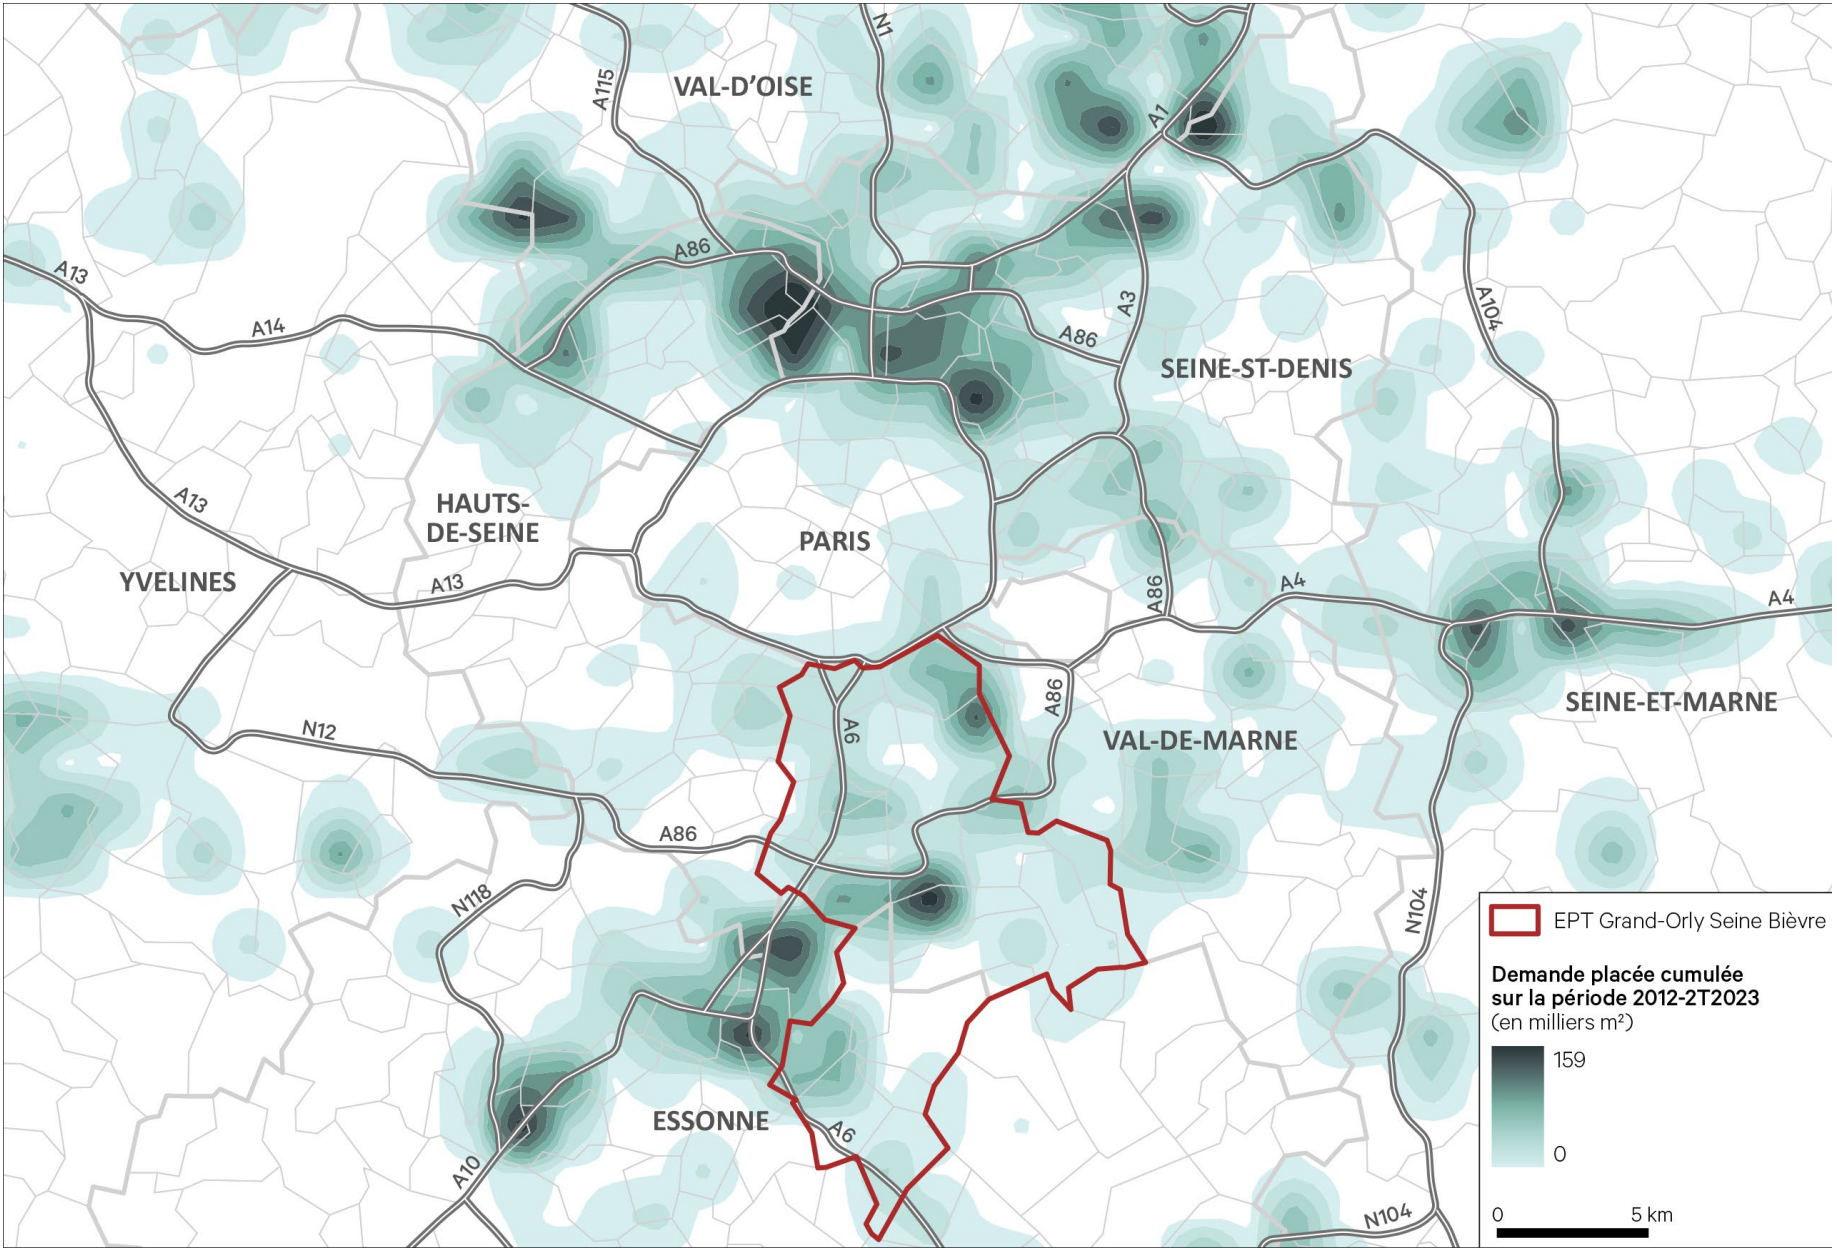 N1
VAL-D'OISE
A115
A1
A13
A86
A14
A3
A86
A104
SEINE-ST-DENIS
A13
HAUTS-
DE-SEINE
PARIS
YVELINES
A13
A86
A4
A4
SEINE-ET-MARNE
A86
N12
A6
VAL-DE-MARNE
A86
N118
N104
ESSONNE
A6
A10
N104
EPT Grand-Orly Seine Bièvre
Demande placée cumulée
sur la période 2012-2T2023
(en milliers m²)
159
0
0 5 km